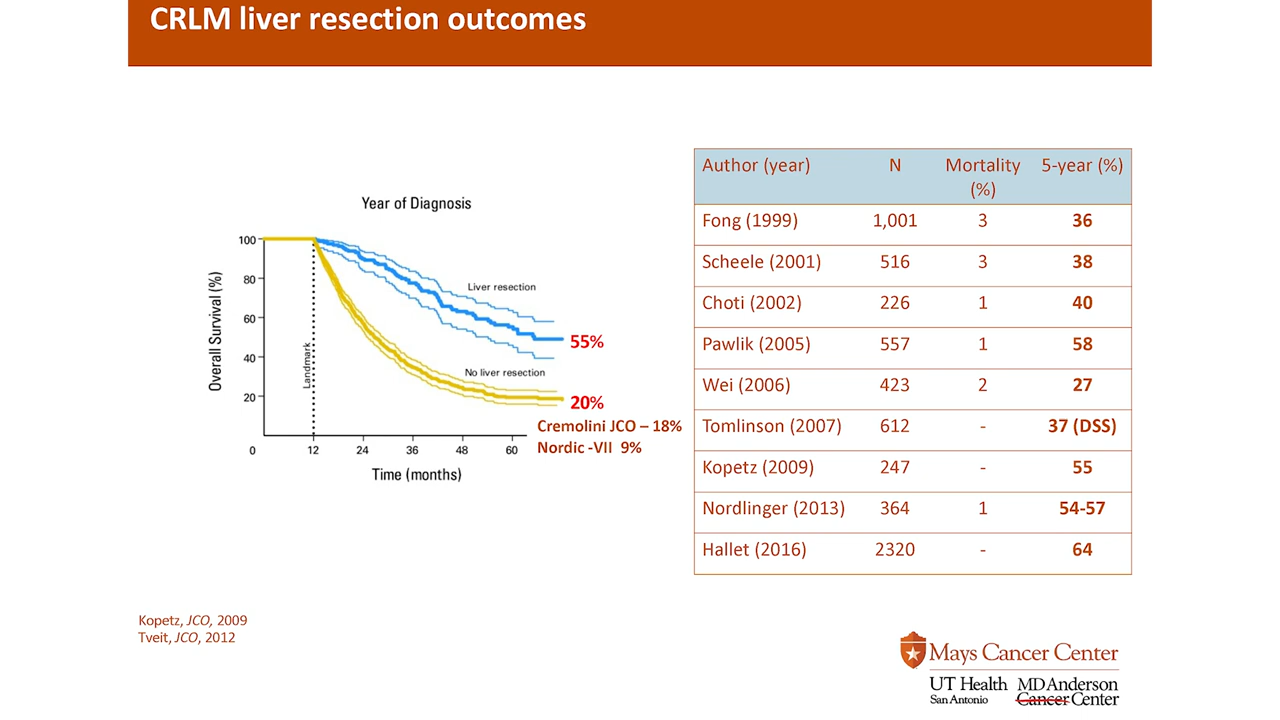 CRLM liver resection outcomes
Year of Diagnosis
Overall Survival (%)
100
80
60
40
20
0
12
24
36
48
60
Time (months)
Landmark
Liver resection
No liver resection
55%
20%
Cremolini JCO – 18%
Nordic -VII 9%
Author (year) N Mortality (%) 5-year (%)
Fong (1999) 1,001 3 36
Scheele (2001) 516 3 38
Choti (2002) 226 1 40
Pawlik (2005) 557 1 58
Wei (2006) 423 2 27
Tomlinson (2007) 612 - 37 (DSS)
Kopetz (2009) 247 - 55
Nordlinger (2013) 364 1 54-57
Hallet (2016) 2320 - 64
Kopetz, JCO, 2009
Tveit, JCO, 2012
Mays Cancer Center
UT Health
San Antonio
MD Anderson
Cancer Center